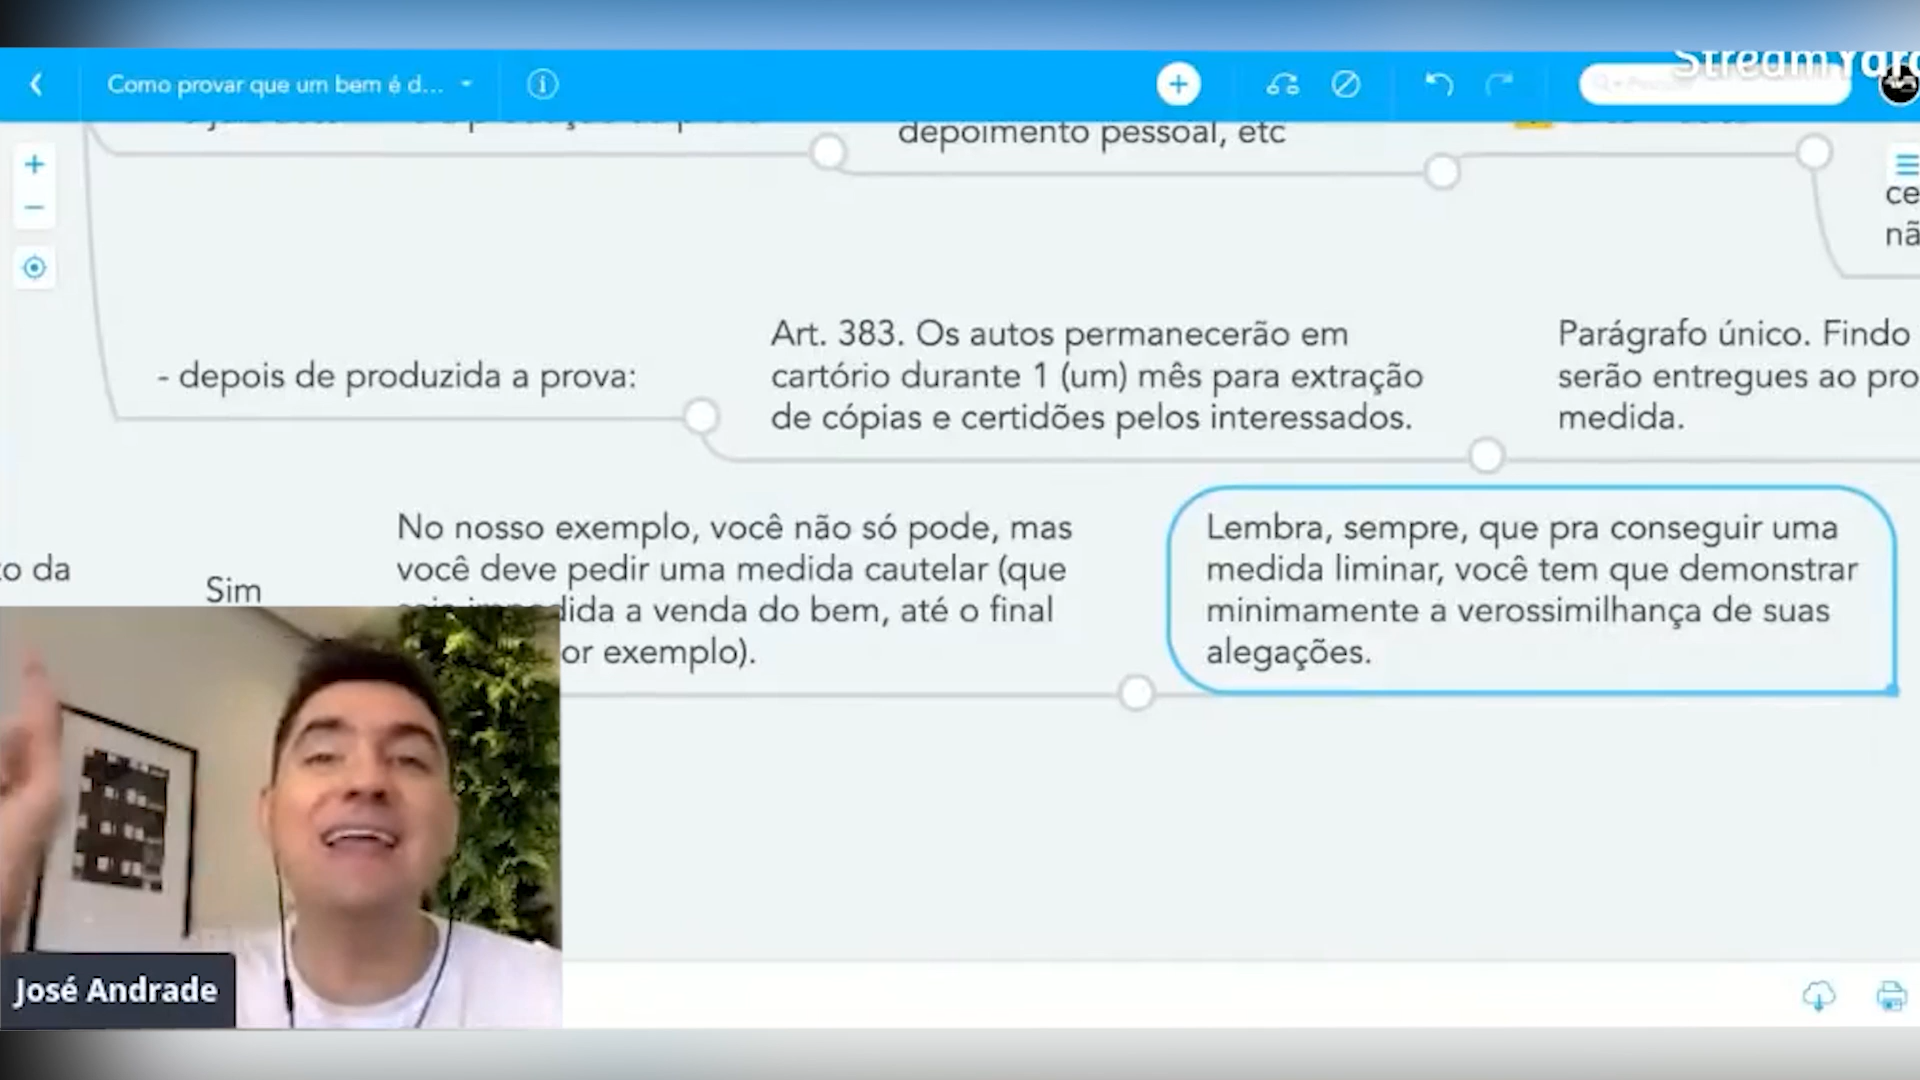 StreamYard
Como provar que um bem é d...
depoimento pessoal, etc
ce
nã
- depois de produzida a prova:
Art. 383. Os autos permanecerão em
cartório durante 1 (um) mês para extração
de cópias e certidões pelos interessados.
Parágrafo único. Findo
serão entregues ao pro
medida.
o da
Sim
No nosso exemplo, você não só pode, mas
você deve pedir uma medida cautelar (que
dida a venda do bem, até o final
or exemplo).
Lembra, sempre, que pra conseguir uma
medida liminar, você tem que demonstrar
minimamente a verossimilhança de suas
alegações.
José Andrade